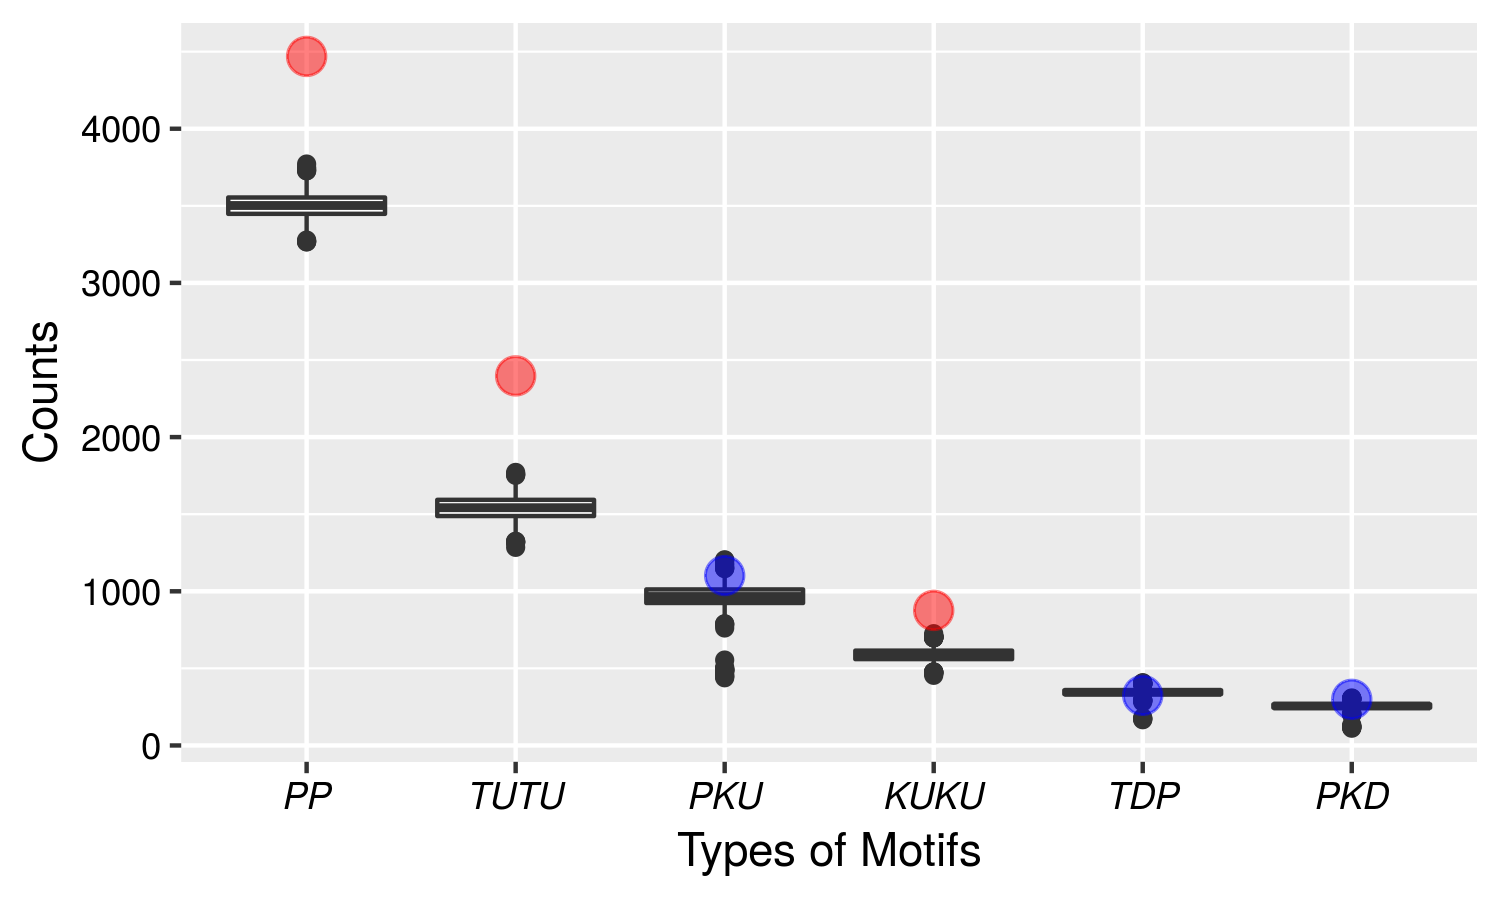 4000
3000
2000
1000
0
Counts
PP TUTU PKU KUKU TDP PKD
Types of Motifs